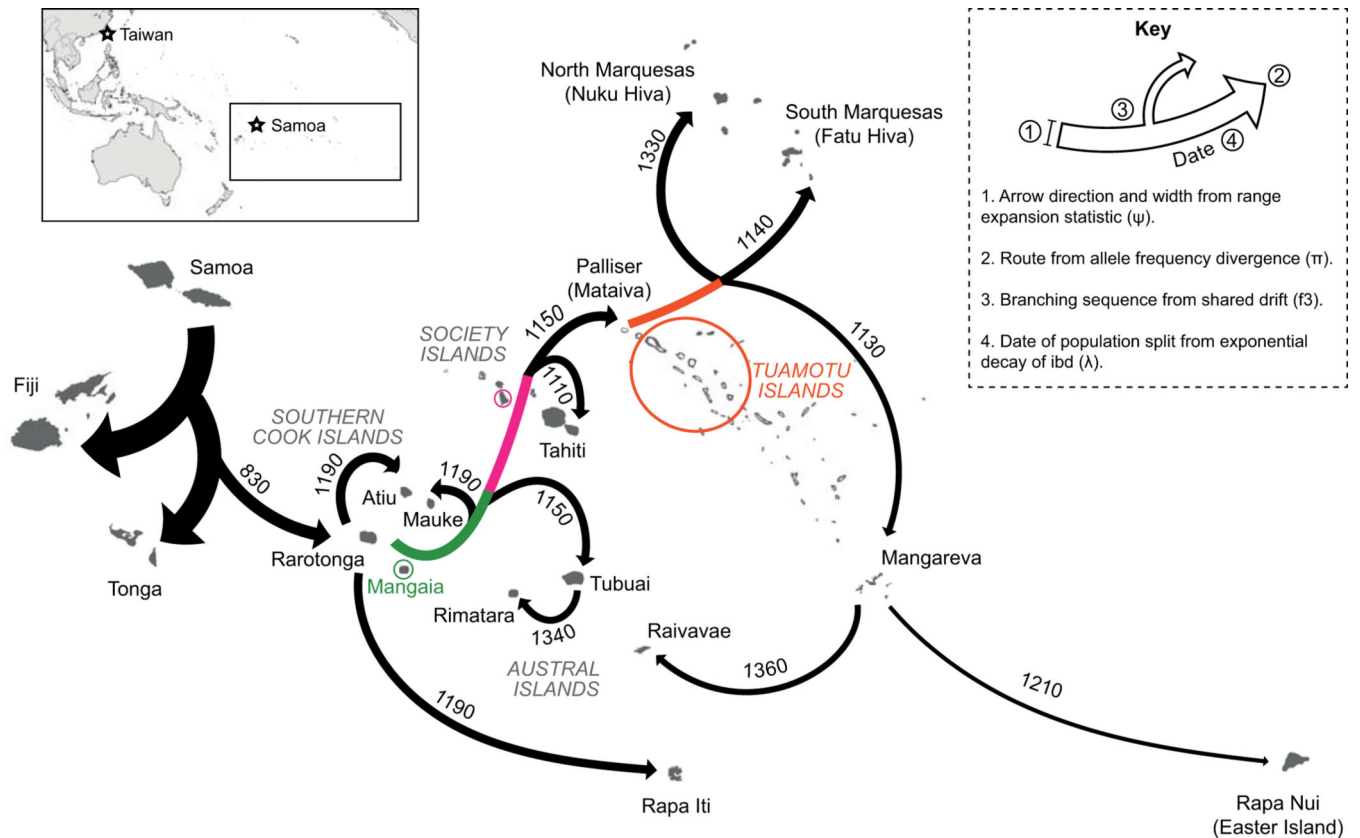 Taiwan
Samoa
North Marquesas
(Nuku Hiva)
South Marquesas
(Fatu Hiva)
Key
1
2
3
Date 4
1. Arrow direction and width from range
expansion statistic (ψ).
2. Route from allele frequency divergence (π).
3. Branching sequence from shared drift (f3).
4. Date of population split from exponential
decay of ibd (λ).
1330
1140
Samoa
Palliser
(Mataiva)
1150
SOCIETY
ISLANDS
1130
TUAMOTU
ISLANDS
1110
Fiji
SOUTHERN
COOK ISLANDS
Tahiti
830
1190
Atiu
1190
Mauke
1150
Rarotonga
Mangareva
Tonga
Mangaia
Tubuai
Rimatara
1340
Raivavae
AUSTRAL
ISLANDS
1360
1210
1190
Rapa Iti
Rapa Nui
(Easter Island)